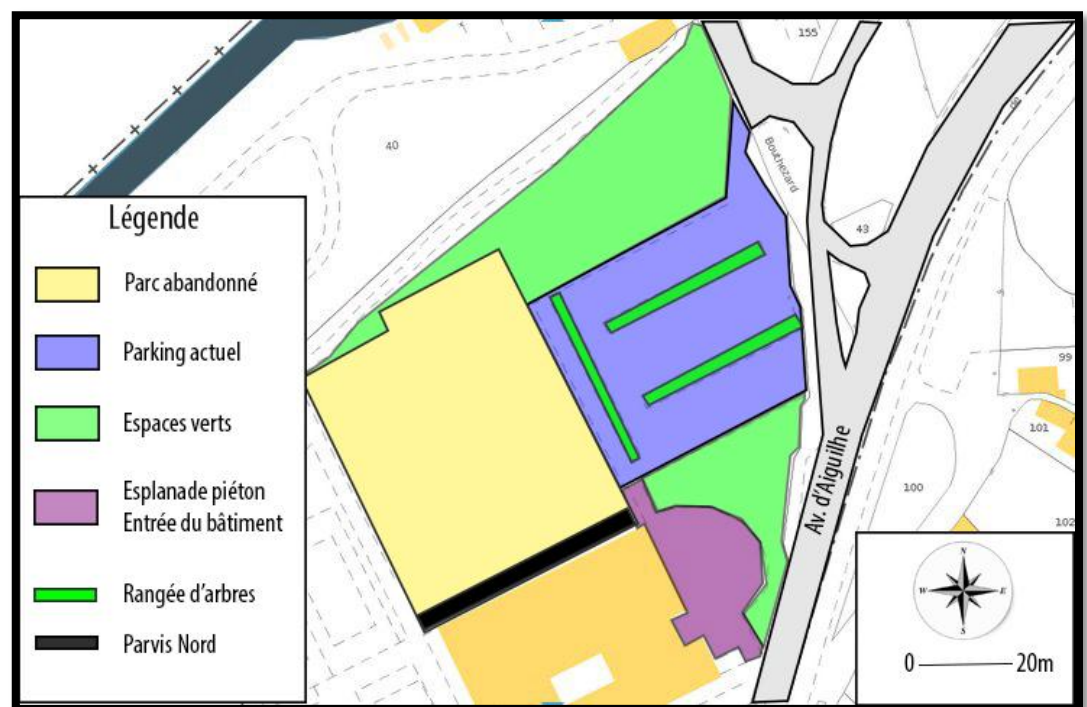 155
40
Bouthezard
43
Légende
Parc abandonné
Parking actuel
Espaces verts
Esplanade piéton
Entrée du bâtiment
Rangée d'arbres
Parvis Nord
Av. d'Aiguilhe
99
101
100
102
N
W
E
S
0
20m